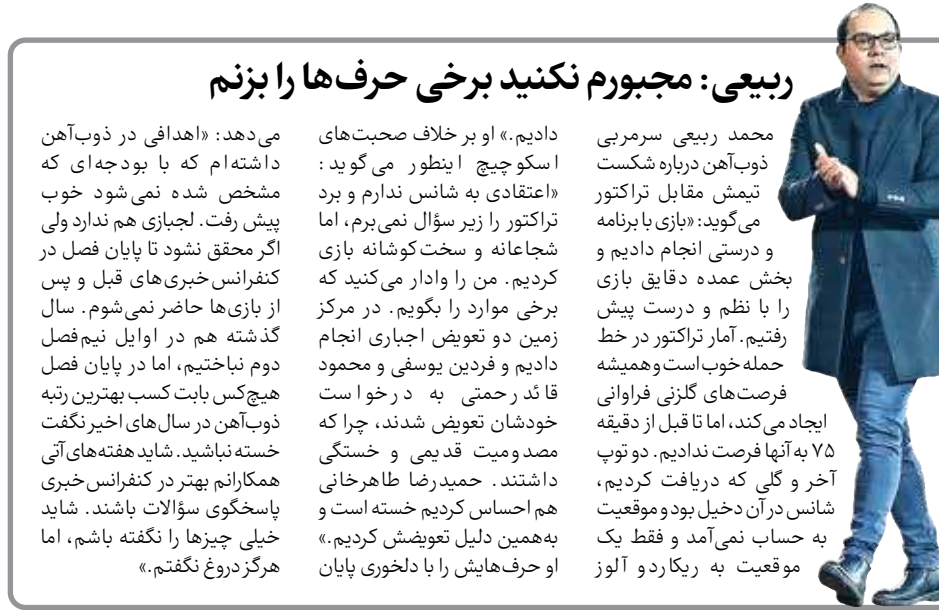 ربیعی: مجبورم نکنید برخی حرف‌ها را بزنم
محمد ربیعی سرمربی
ذوب‌آهن درباره شکست
تیمش مقابل تراکتور
می‌گوید: «بازی با برنامه
و درستی انجام دادیم و
بخش عمده دقایق بازی
را با نظم و درست پیش
رفتیم. آمار تراکتور در خط
حمله خوب است و همیشه
فرصت‌های گلزنی فراوانی
ایجاد می‌کند، اما تا قبل از دقیقه
۷۵ به آنها فرصت ندادیم. دو توپ
آخر و گلی که دریافت کردیم،
شانس در آن دخیل بود و موقعیت
به حساب نمی‌آمد و فقط یک
موقعیت به ریکاردو آلوز
دادیم.» او بر خلاف صحبت‌های
اسکوچیچ اینطور می‌گوید:
«اعتقادی به شانس ندارم و برد
تراکتور را زیر سؤال نمی‌برم، اما
شجاعانه و سخت‌کوشانه بازی
کردیم. من را وادار می‌کنید که
برخی موارد را بگویم. در مرکز
زمین دو تعویض اجباری انجام
دادیم و فردین یوسفی و محمود
قائدرحمتی به درخواست
خودشان تعویض شدند، چرا که
مصدومیت قدیمی و خستگی
داشتند. حمیدرضا طاهرخانی
هم احساس کردیم خسته است و
به‌همین دلیل تعویضش کردیم.»
او حرف‌هایش را با دلخوری پایان
می‌دهد: «اهدافی در ذوب‌آهن
داشته‌ام که با بودجه‌ای که
مشخص شده نمی‌شود خوب
پیش رفت. لجبازی هم ندارد ولی
اگر محقق نشود تا پایان فصل در
کنفرانس خبری‌های قبل و پس
از بازی‌ها حاضر نمی‌شوم. سال
گذشته هم در اوایل نیم‌فصل
دوم نباختیم، اما در پایان فصل
هیچ‌کس بابت کسب بهترین رتبه
ذوب‌آهن در سال‌های اخیر نگفت
خسته نباشید. شاید هفته‌های آتی
همکارانم بهتر در کنفرانس خبری
پاسخگوی سؤالات باشند. شاید
خیلی چیزها را نگفته باشم، اما
هرگز دروغ نگفتم.»